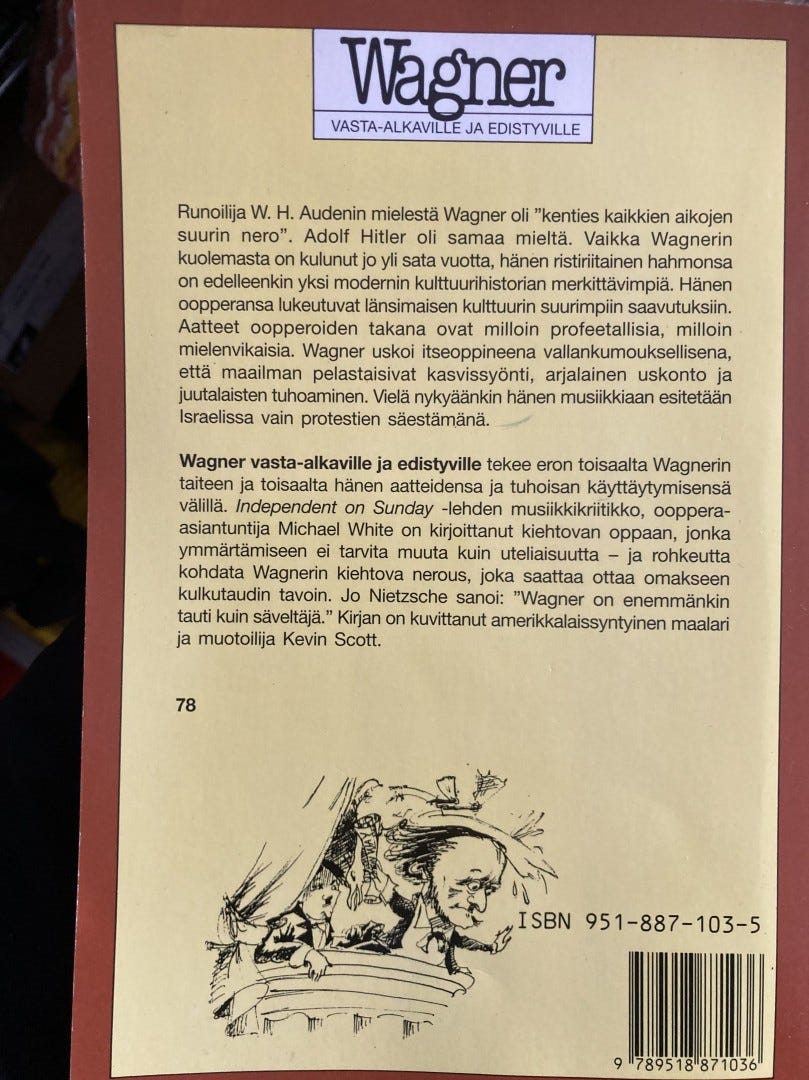 Wagner
VASTA-ALKAVILLE JA EDISTYVILLE
Runoilija W. H. Audenin mielestä Wagner oli ”kenties kaikkien aikojen
suurin nero”. Adolf Hitler oli samaa mieltä. Vaikka Wagnerin
kuolemasta on kulunut jo yli sata vuotta, hänen ristiriitainen hahmonsa
on edelleenkin yksi modernin kulttuurihistorian merkittävimpiä. Hänen
oopperansa lukeutuvat länsimaisen kulttuurin suurimpiin saavutuksiin.
Aatteet oopperoiden takana ovat milloin profeetallisia, milloin
mielenvikaisia. Wagner uskoi itseoppineena vallankumouksellisena,
että maailman pelastaisivat kasvissyönti, arjalainen uskonto ja
juutalaisten tuhoaminen. Vielä nykyäänkin hänen musiikkiaan esitetään
Israelissa vain protestien säestämänä.
Wagner vasta-alkaville ja edistyville tekee eron toisaalta Wagnerin
taiteen ja toisaalta hänen aatteidensa ja tuhoisan käyttäytymisensä
välillä. Independent on Sunday -lehden musiikkikriitikko, ooppera-
asiantuntija Michael White on kirjoittanut kiehtovan oppaan, jonka
ymmärtämiseen ei tarvita muuta kuin uteliaisuutta – ja rohkeutta
kohdata Wagnerin kiehtova nerous, joka saattaa ottaa omakseen
kulkutaudin tavoin. Jo Nietzsche sanoi: ”Wagner on enemmänkin
tauti kuin säveltäjä.” Kirjan on kuvittanut amerikkalaissyntyinen maalari
ja muotoilija Kevin Scott.
78
ISBN 951-887-103-5
9 789518 871036